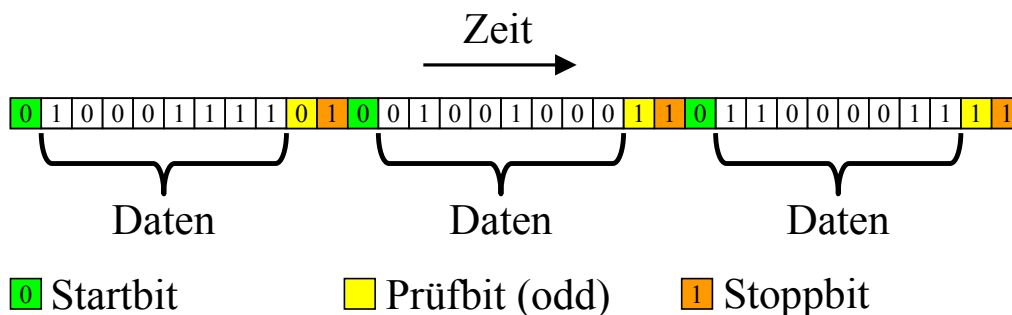 Zeit
0 1 0 0 0 1 1 1 1 0 1 0 0 1 0 0 1 0 0 0 1 1 0 1 1 0 0 0 0 1 1 1 1
Daten Daten Daten
0 Startbit Prüfbit (odd) 1 Stoppbit